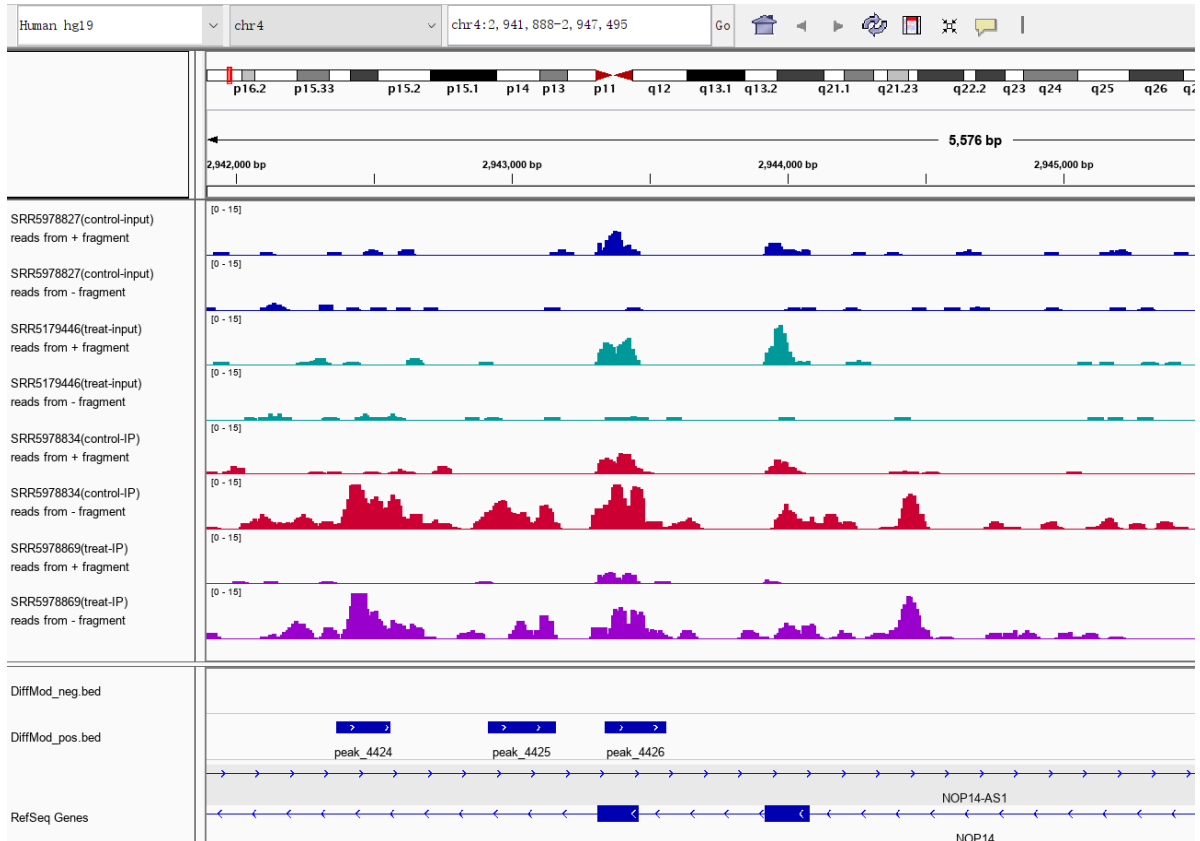 Human hg19 chr4 chr4:2,941,888-2,947,495 Go
p16.2 p15.33 p15.2 p15.1 p14 p13 p11 q12 q13.1 q13.2 q21.1 q21.23 q22.2 q23 q24 q25 q26
5,576 bp
2,942,000 bp 2,943,000 bp 2,944,000 bp 2,945,000 bp
[0 - 15]
SRR5978827(control-input)
reads from + fragment
[0 - 15]
SRR5978827(control-input)
reads from - fragment
[0 - 15]
SRR5179446(treat-input)
reads from + fragment
[0 - 15]
SRR5179446(treat-input)
reads from - fragment
[0 - 15]
SRR5978834(control-IP)
reads from + fragment
[0 - 15]
SRR5978834(control-IP)
reads from - fragment
[0 - 15]
SRR5978869(treat-IP)
reads from + fragment
[0 - 15]
SRR5978869(treat-IP)
reads from - fragment
DiffMod_neg.bed
DiffMod_pos.bed
peak_4424 peak_4425 peak_4426
NOP14-AS1
RefSeq Genes
NOP14